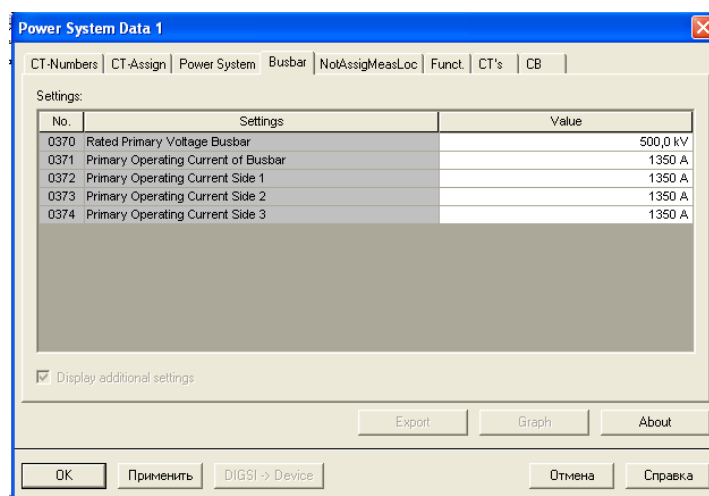 Power System Data 1
CT-Numbers CT-Assign Power System Busbar NotAssigMeasLoc Funct. CT's CB
Settings:
No. Settings Value
0370 Rated Primary Voltage Busbar 500,0 kV
0371 Primary Operating Current of Busbar 1350 A
0372 Primary Operating Current Side 1 1350 A
0373 Primary Operating Current Side 2 1350 A
0374 Primary Operating Current Side 3 1350 A
Display additional settings
Export Graph About
OK Применить DIGSI -> Device Отмена Справка